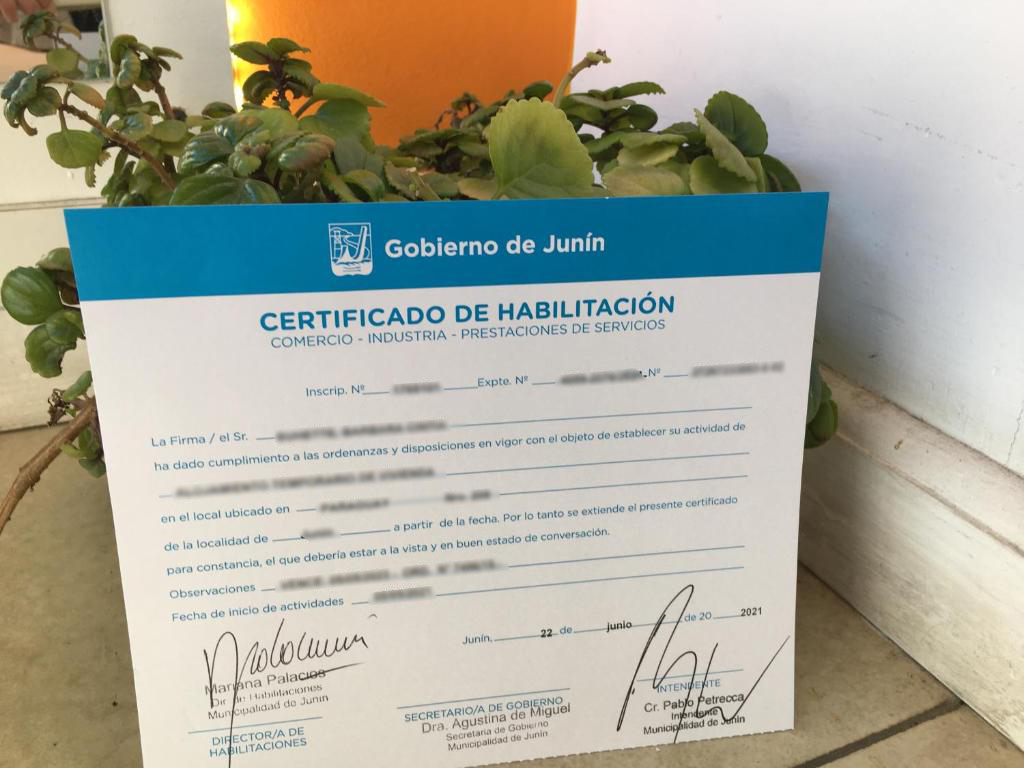 Gobierno de Junín
CERTIFICADO DE HABILITACIÓN
COMERCIO - INDUSTRIA - PRESTACIONES DE SERVICIOS
Inscrip. Nº Expte. Nº Nº
La Firma / el Sr.
ha dado cumplimiento a las ordenanzas y disposiciones en vigor con el objeto de establecer su actividad de
en el local ubicado en
de la localidad de a partir de la fecha. Por lo tanto se extiende el presente certificado
para constancia, el que debería estar a la vista y en buen estado de conversación.
Observaciones
Fecha de inicio de actividades
Junín, 22 de junio de 20 2021
Mariana Palacios
Dir. de Habilitaciones
Municipalidad de Junín
DIRECTOR/A DE
HABILITACIONES
SECRETARIO/A DE GOBIERNO
Dra. Agustina de Miguel
Secretaria de Gobierno
Municipalidad de Junín
INTENDENTE
Cr. Pablo Petrecca
Intendente
Municipalidad de Junín